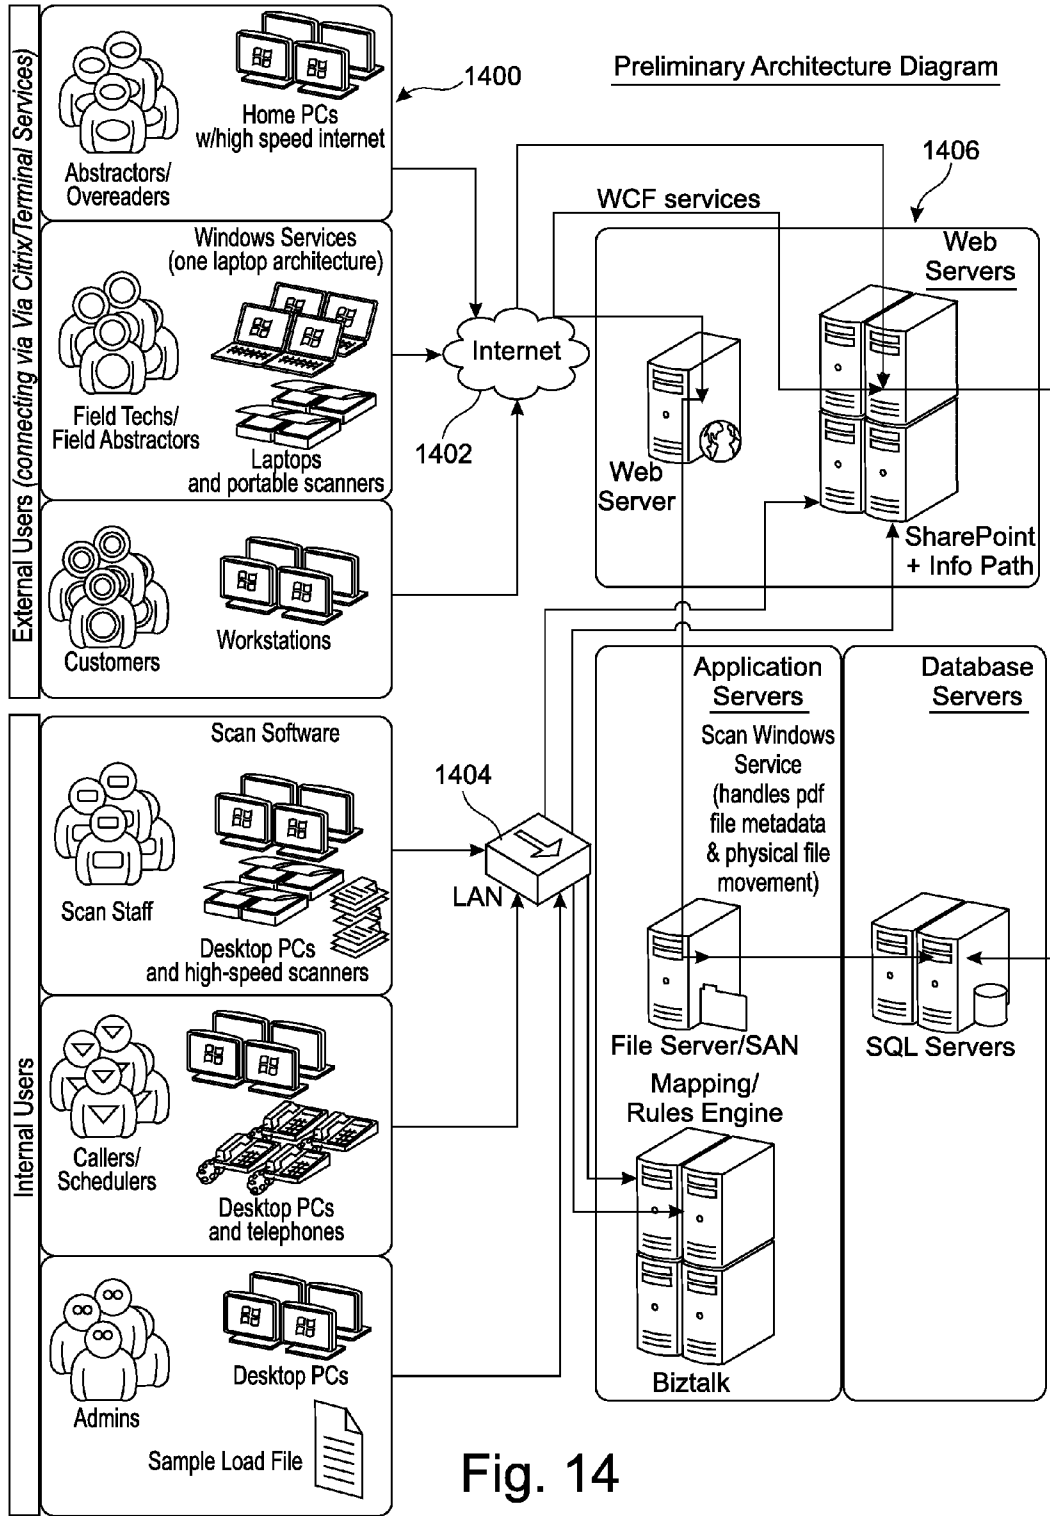 External Users (connecting via Via Citrix/Terminal Services)
1400
Home PCs
w/high speed internet
Abstractors/
Overeaders
Windows Services
(one laptop architecture)
Field Techs/
Field Abstractors
Laptops
and portable scanners
Customers
Workstations
Internet
1402
Preliminary Architecture Diagram
1406
WCF services
Web
Servers
Web
Server
SharePoint
+ Info Path
Internal Users
Scan Software
Scan Staff
Desktop PCs
and high-speed scanners
Callers/
Schedulers
Desktop PCs
and telephones
Admins
Desktop PCs
Sample Load File
1404
LAN
Application
Servers
Scan Windows
Service
(handles pdf
file metadata
& physical file
movement)
File Server/SAN
Mapping/
Rules Engine
Biztalk
Database
Servers
SQL Servers
Fig. 14